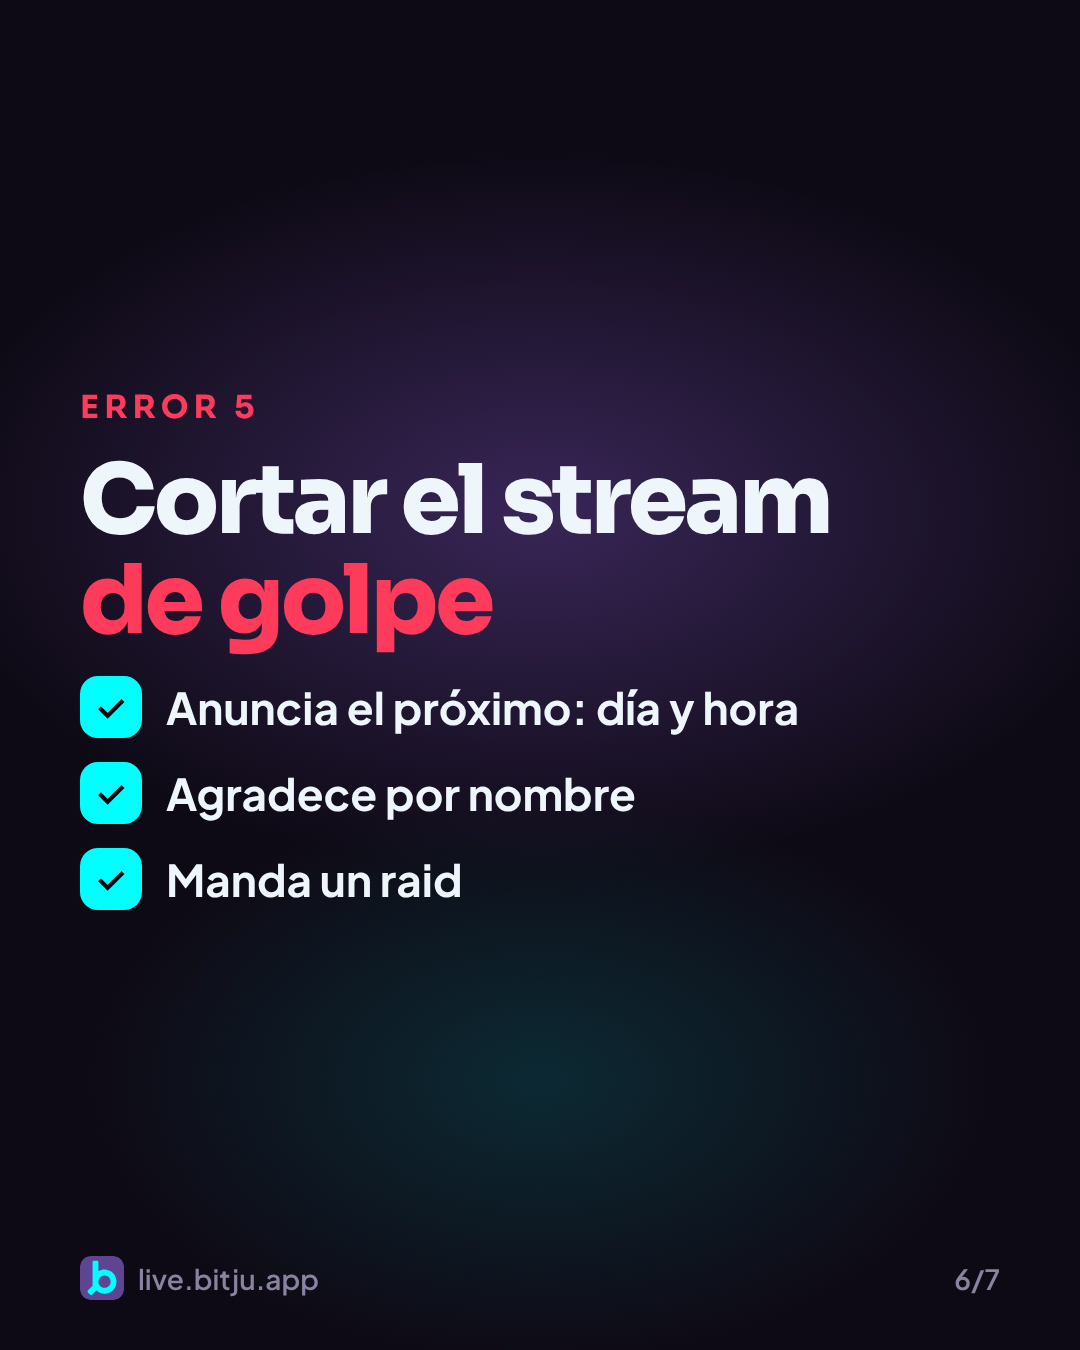 ERROR 5
Cortar el stream
de golpe
Anuncia el próximo: día y hora
Agradece por nombre
Manda un raid
live.bitju.app
6/7